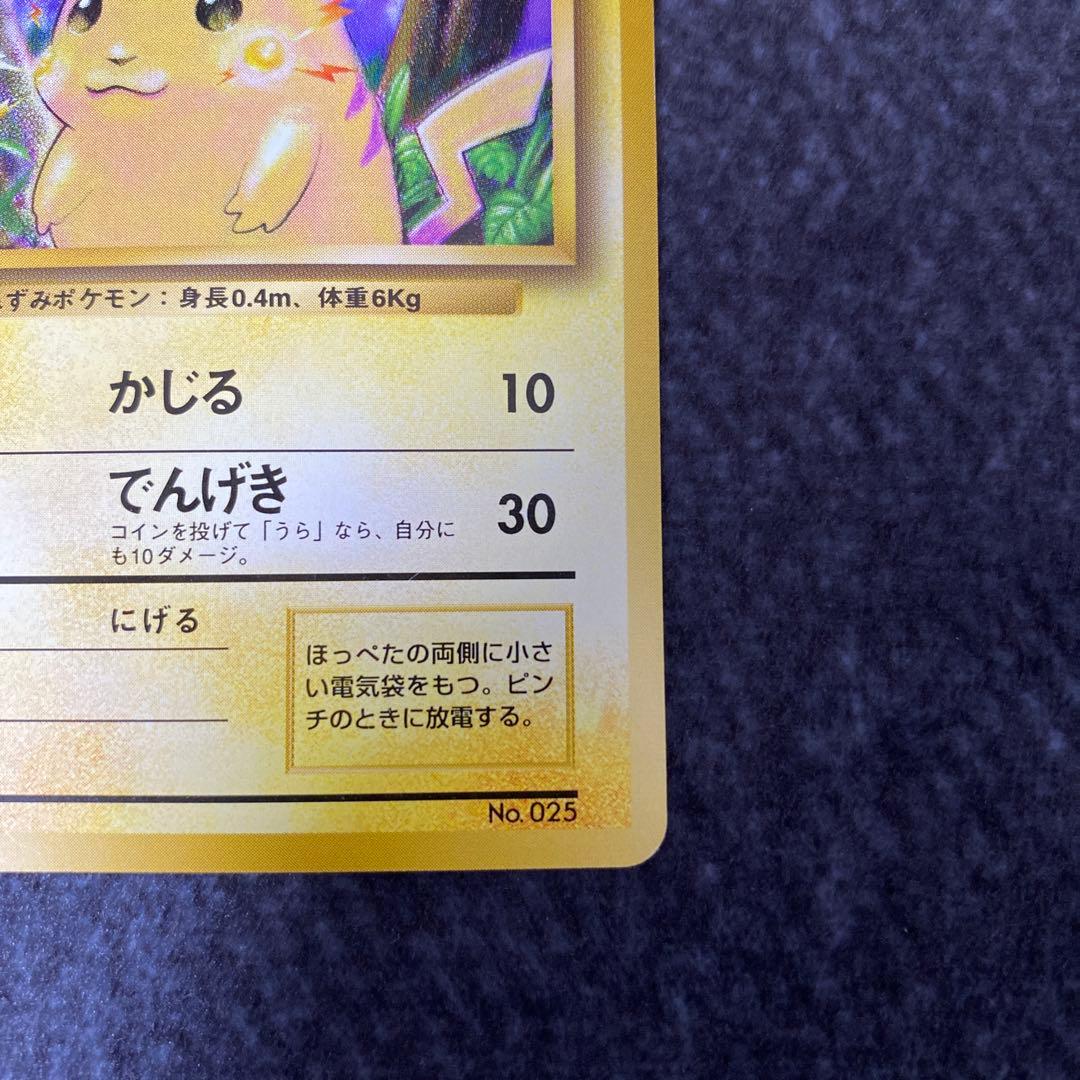 ずみポケモン：身長0.4m、体重6Kg
かじる 10
でんげき 30
コインを投げて「うら」なら、自分に
も10ダメージ。
にげる
ほっぺたの両側に小さ
い電気袋をもつ。ピン
チのときに放電する。
No. 025